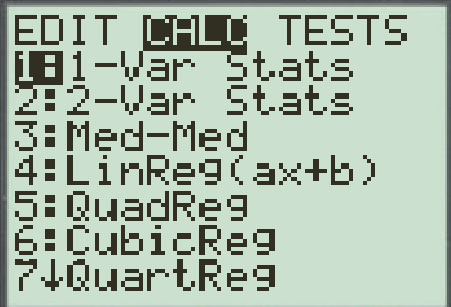 EDIT CALC TESTS
1:1-Var Stats
2:2-Var Stats
3:Med-Med
4:LinReg(ax+b)
5:QuadReg
6:CubicReg
7↓QuartReg